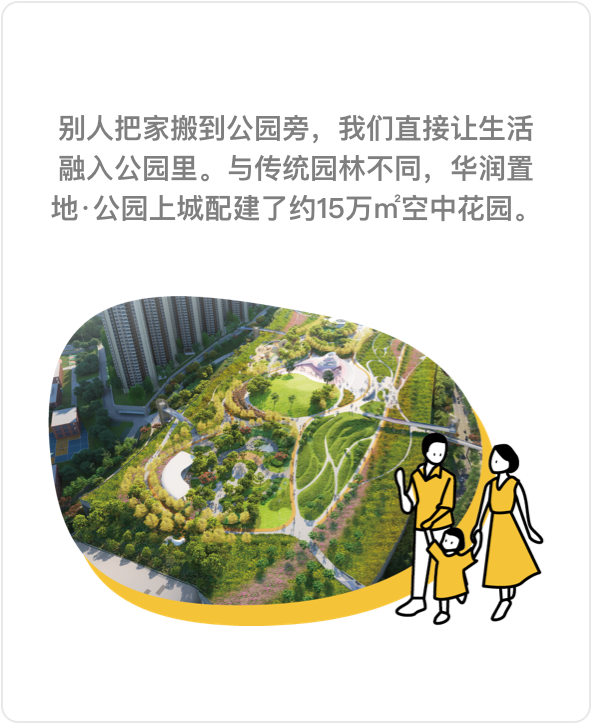 别人把家搬到公园旁，我们直接让生活
融入公园里。与传统园林不同，华润置
地·公园上城配建了约15万㎡空中花园。